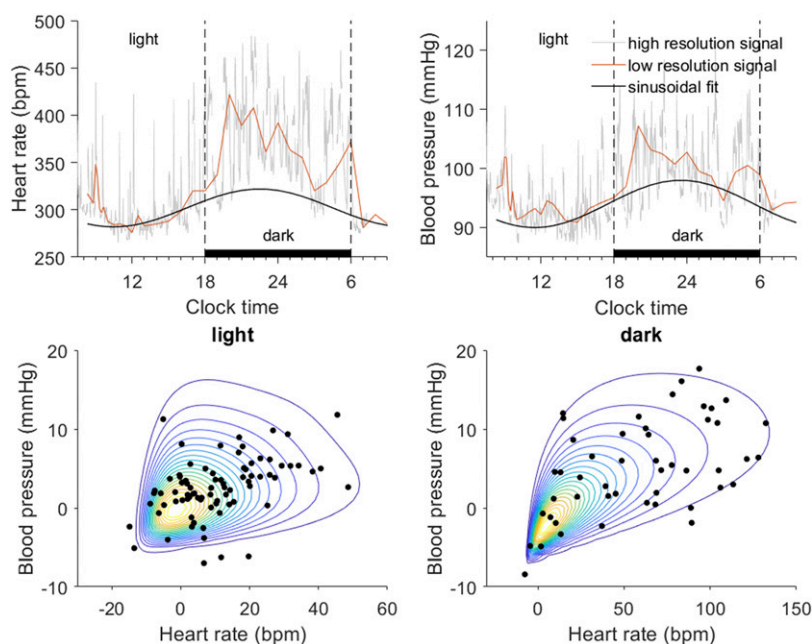 500
450
400
350
300
250
Heart rate (bpm)
light
dark
12
18
24
6
Clock time
120
110
100
90
Blood pressure (mmHg)
light
high resolution signal
low resolution signal
sinusoidal fit
dark
12
18
24
6
Clock time
light
20
10
0
-10
Blood pressure (mmHg)
-20
0
20
40
60
Heart rate (bpm)
dark
20
10
0
-10
Blood pressure (mmHg)
0
50
100
150
Heart rate (bpm)